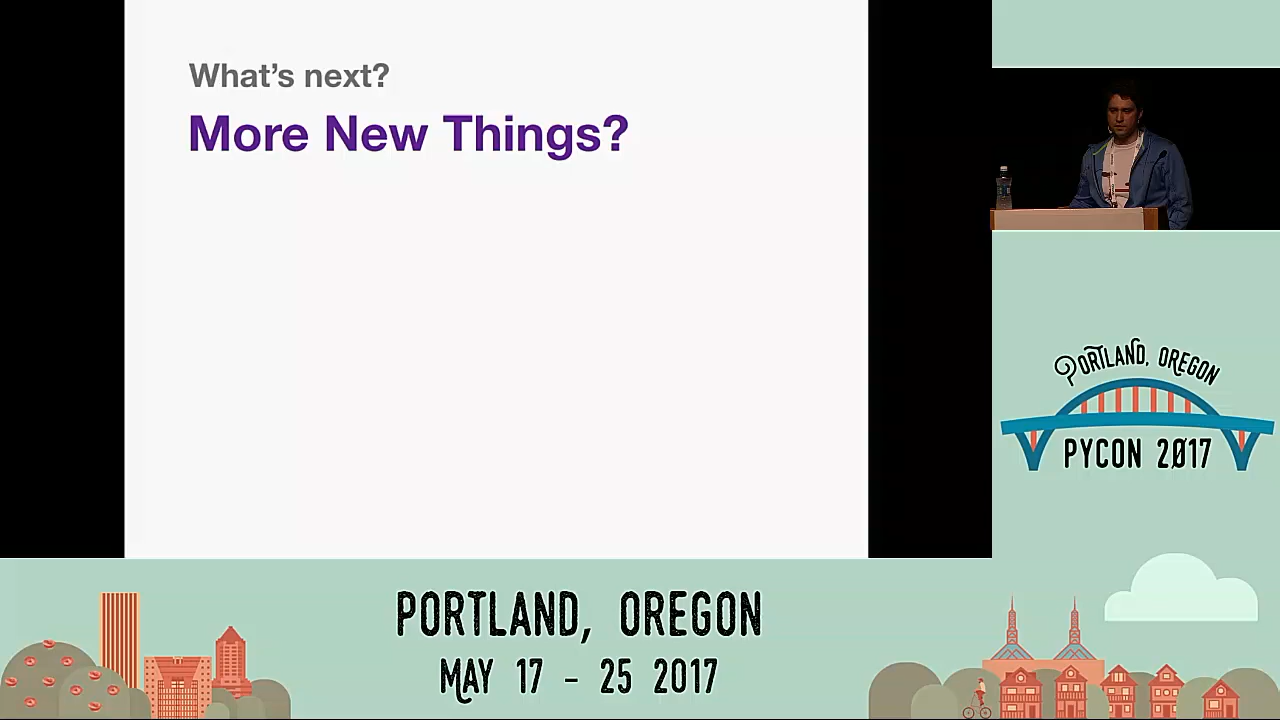 What's next?
More New Things?
PORTLAND, OREGON
PYCON 2017
PORTLAND, OREGON
MAY 17 - 25 2017